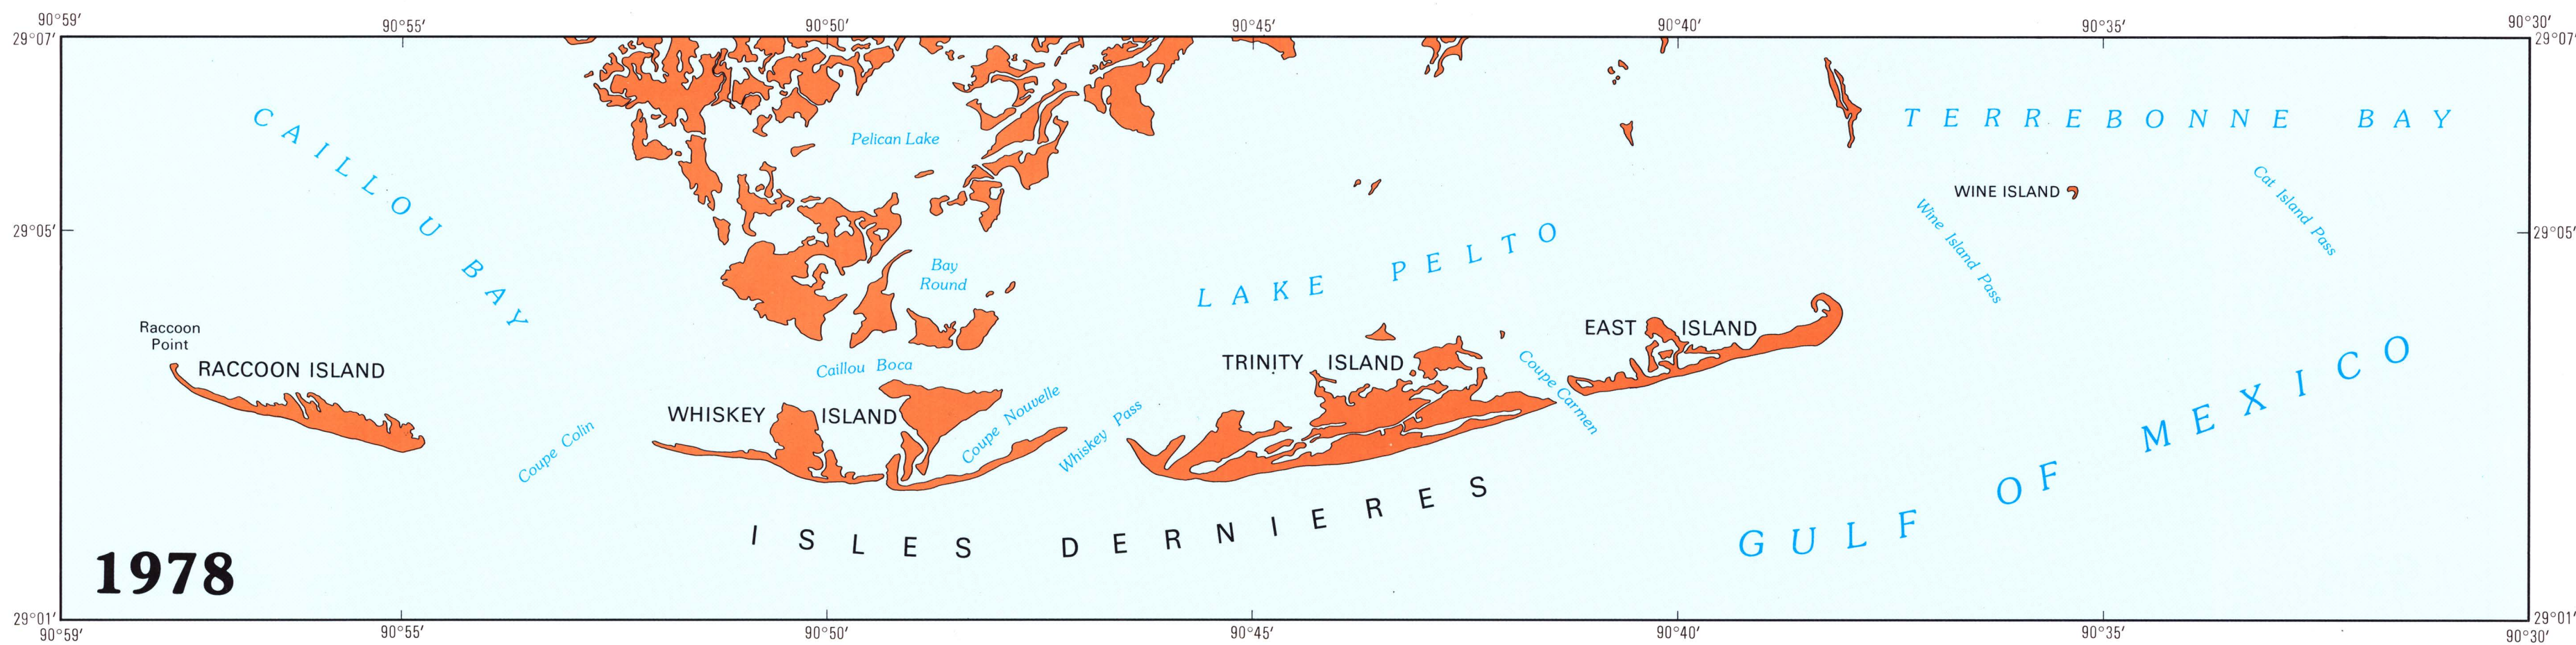 90°59′ 90°55′ 90°50′ 90°45′ 90°40′ 90°35′ 90°30′
29°07′ 29°07′
CAILLOU BAY
Pelican Lake
TERREBONNE BAY
WINE ISLAND
Cat Island Pass
Wine Island Pass
29°05′ 29°05′
LAKE PELTO
Bay
Round
Raccoon
Point
RACCOON ISLAND
Caillou Boca
TRINITY ISLAND
EAST ISLAND
Coupe Carmen
WHISKEY ISLAND
Coupe Colin
Coupe Nouvelle
Whiskey Pass
GULF OF MEXICO
ISLES DERNIERES
1978
29°01′ 29°01′
90°59′ 90°55′ 90°50′ 90°45′ 90°40′ 90°35′ 90°30′